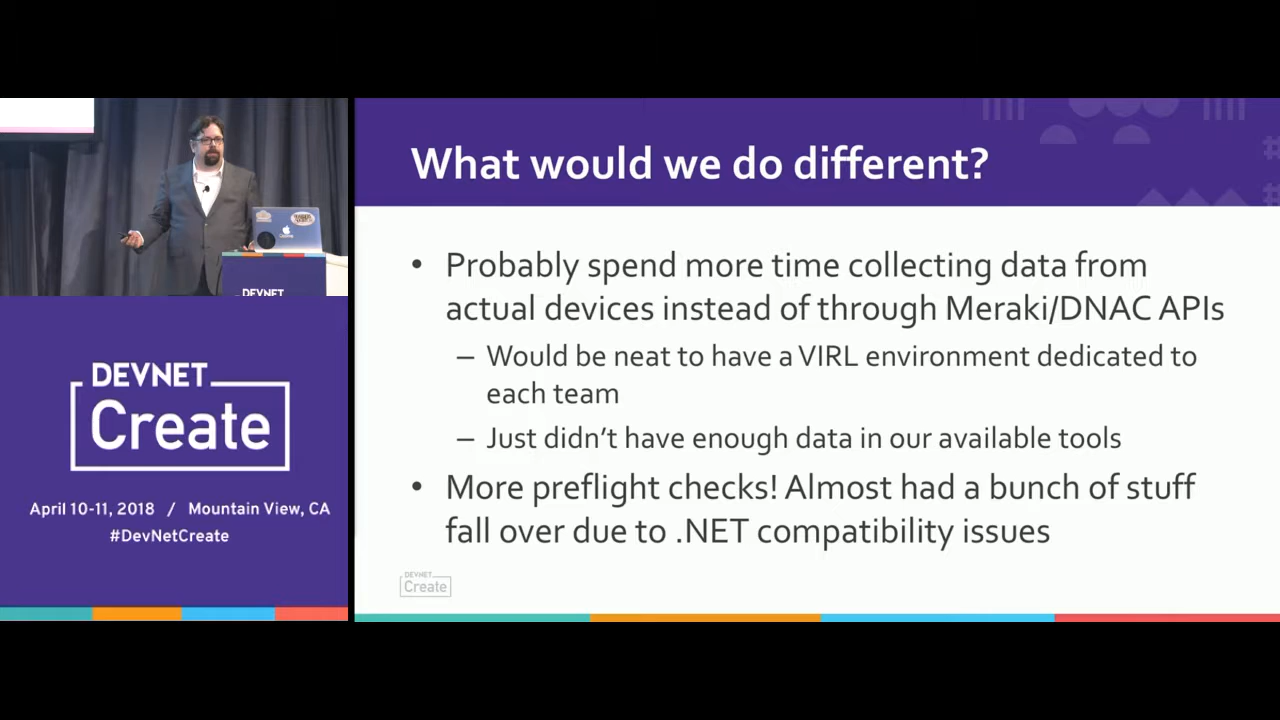 What would we do different?
• Probably spend more time collecting data from
actual devices instead of through Meraki/DNAC APIs
– Would be neat to have a VIRL environment dedicated to
each team
– Just didn't have enough data in our available tools
• More preflight checks! Almost had a bunch of stuff
fall over due to .NET compatibility issues
DEVNET
Create
DEVNET
DEVNET
Create
April 10-11, 2018 / Mountain View, CA
#DevNetCreate